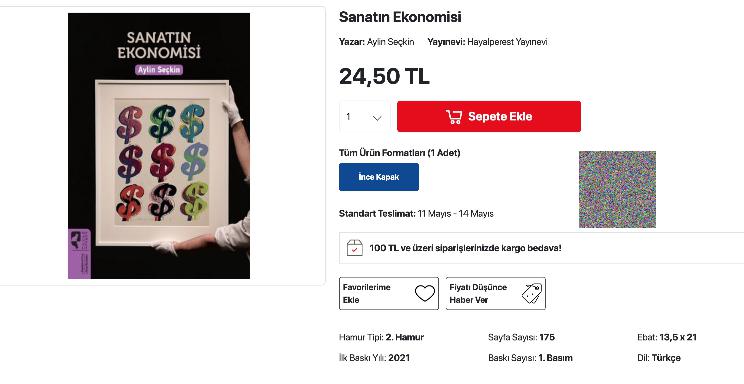 SANATIN
EKONOMİSİ
Aylin Seçkin
Sanatın Ekonomisi
Yazar: Aylin Seçkin Yayınevi: Hayalperest Yayınevi
24,50 TL
1
Sepete Ekle
Tüm Ürün Formatları (1 Adet)
İnce Kapak
Standart Teslimat: 11 Mayıs - 14 Mayıs
100 TL ve üzeri siparişlerinizde kargo bedava!
Favorilerime
Ekle
Fiyatı Düşünce
Haber Ver
Hamur Tipi: 2. Hamur Sayfa Sayısı: 175 Ebat: 13,5 x 21
İlk Baskı Yılı: 2021 Baskı Sayısı: 1. Basım Dil: Türkçe